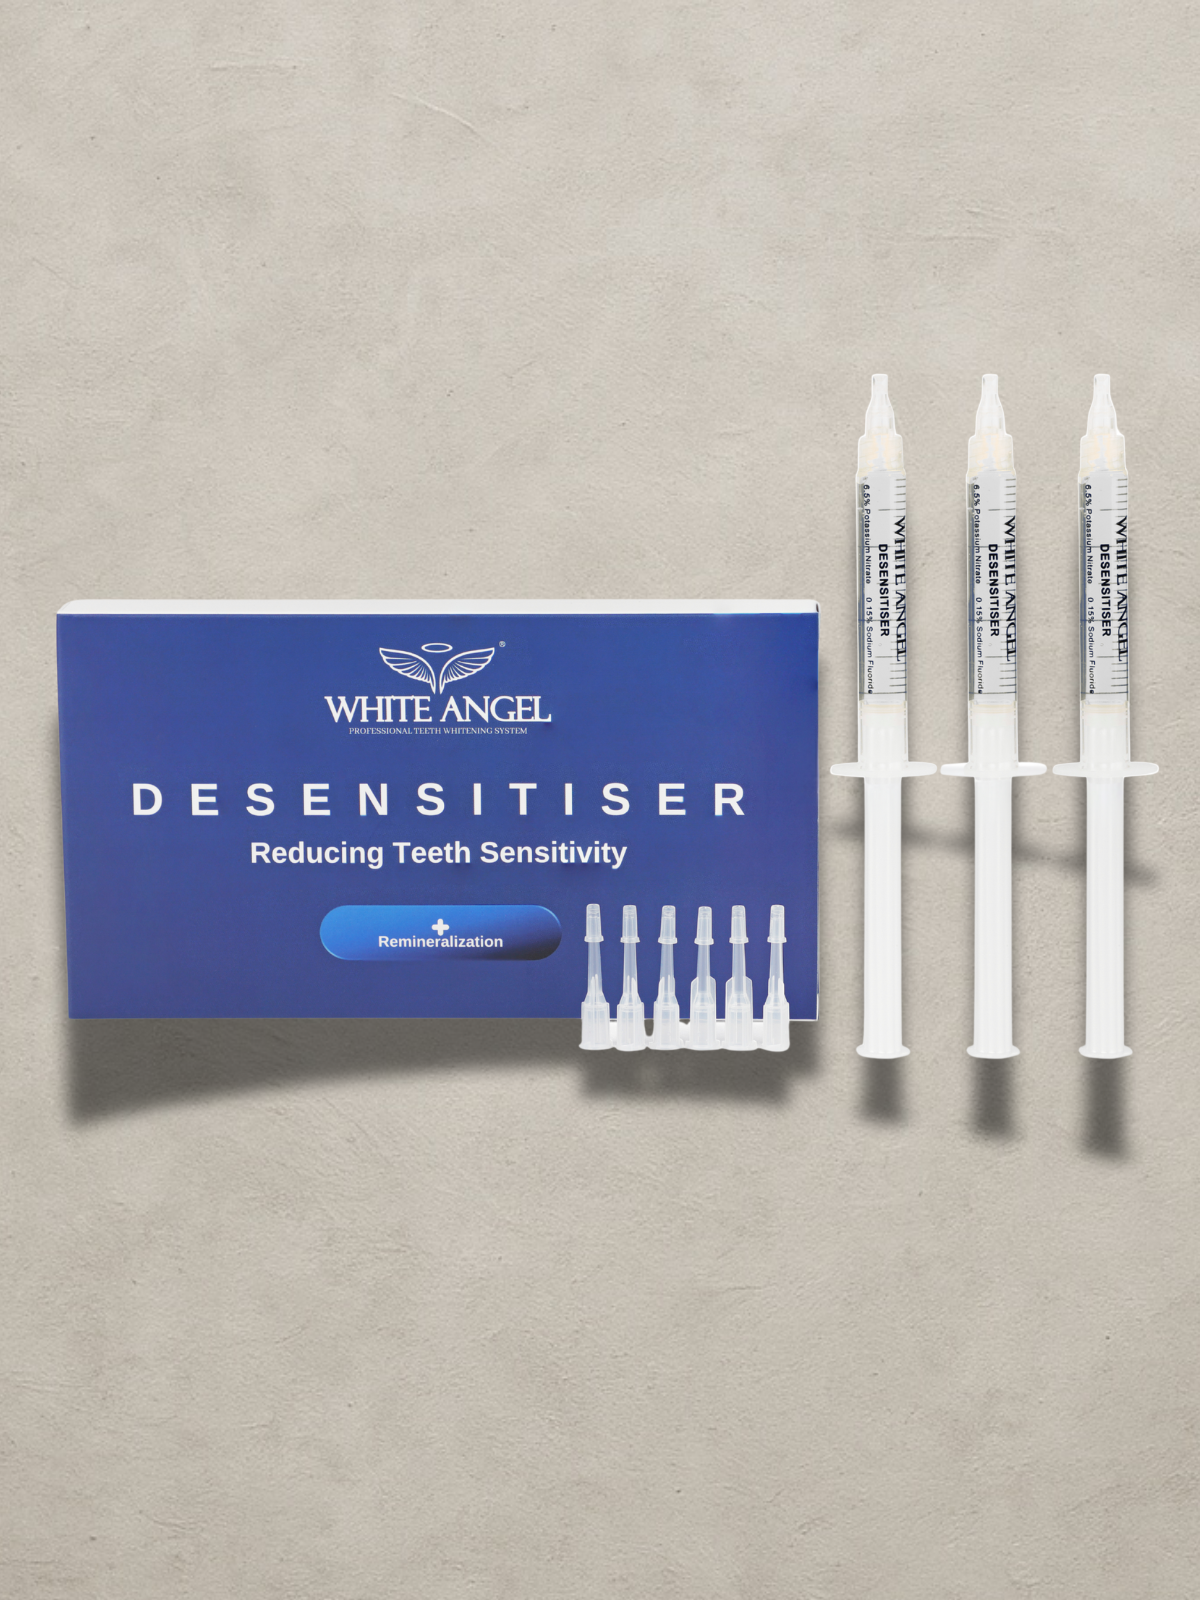 WHITE ANGEL
®
PROFESSIONAL TEETH WHITENING SYSTEM
DESENSITISER
Reducing Teeth Sensitivity
+
Remineralization
WHITE ANGEL
DESENSITISER
6.5% Potassium Nitrate 0.15% Sodium Fluoride
WHITE ANGEL
DESENSITISER
6.5% Potassium Nitrate 0.15% Sodium Fluoride
WHITE ANGEL
DESENSITISER
6.5% Potassium Nitrate 0.15% Sodium Fluoride